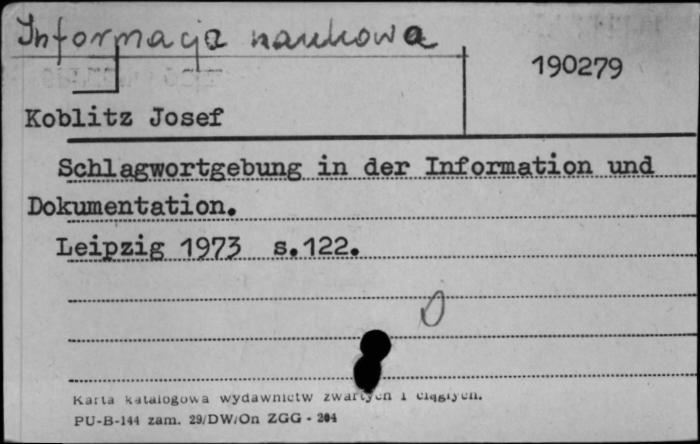 Informacja naukowa
190279
Koblitz Josef
Schlagwortgebung in der Information und
Dokumentation.
Leipzig 1973 s.122.
Karta katalogowa wydawnictw zwartych i ciągłych.
PU-B-144 zam. 29/DW/On ZGG - 204